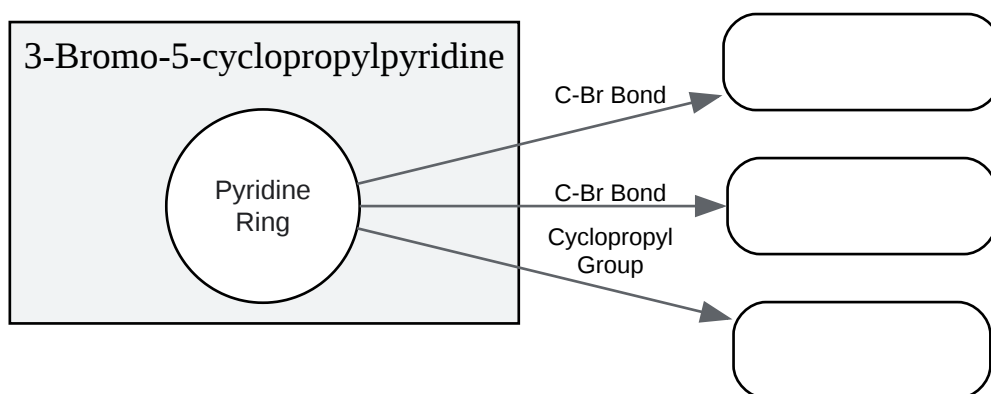 3-Bromo-5-cyclopropylpyridine
Pyridine
Ring
C-Br Bond
C-Br Bond
Cyclopropyl
Group